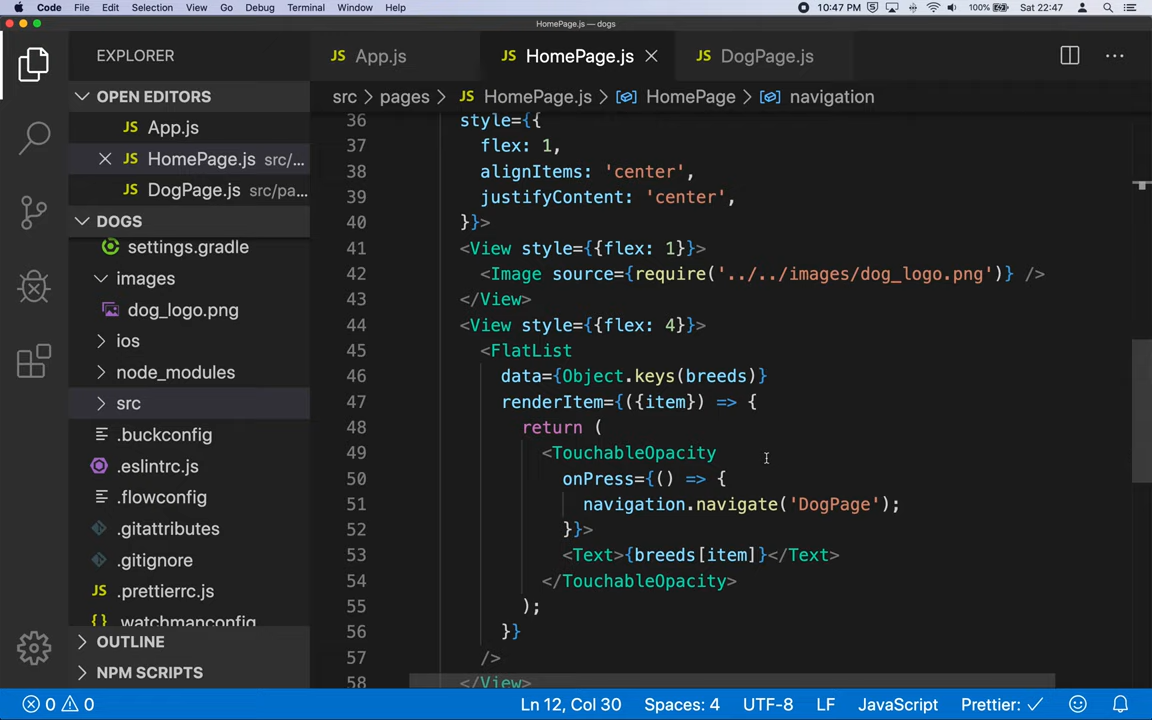 Code File Edit Selection View Go Debug Terminal Window Help 10:47 PM 100% Sat 22:47
HomePage.js — dogs
EXPLORER
JS App.js
JS HomePage.js
JS DogPage.js
src > pages > JS HomePage.js > HomePage > navigation
OPEN EDITORS
JS App.js
JS HomePage.js src/...
JS DogPage.js src/pa...
DOGS
settings.gradle
images
dog_logo.png
ios
node_modules
src
.buckconfig
.eslintrc.js
.flowconfig
.gitattributes
.gitignore
JS .prettierrc.js
{} .watchmanconfig
OUTLINE
NPM SCRIPTS
36 style={{
37 flex: 1,
38 alignItems: 'center',
39 justifyContent: 'center',
40 }}>
41 <View style={{flex: 1}}>
42 <Image source={require('../../images/dog_logo.png')} />
43 </View>
44 <View style={{flex: 4}}>
45 <FlatList
46 data={Object.keys(breeds)}
47 renderItem={({item}) => {
48 return (
49 <TouchableOpacity
50 onPress={() => {
51 navigation.navigate('DogPage');
52 }}>
53 <Text>{breeds[item]}</Text>
54 </TouchableOpacity>
55 );
56 }}
57 />
58 </View>
0 0 Ln 12, Col 30 Spaces: 4 UTF-8 LF JavaScript Prettier: ✓